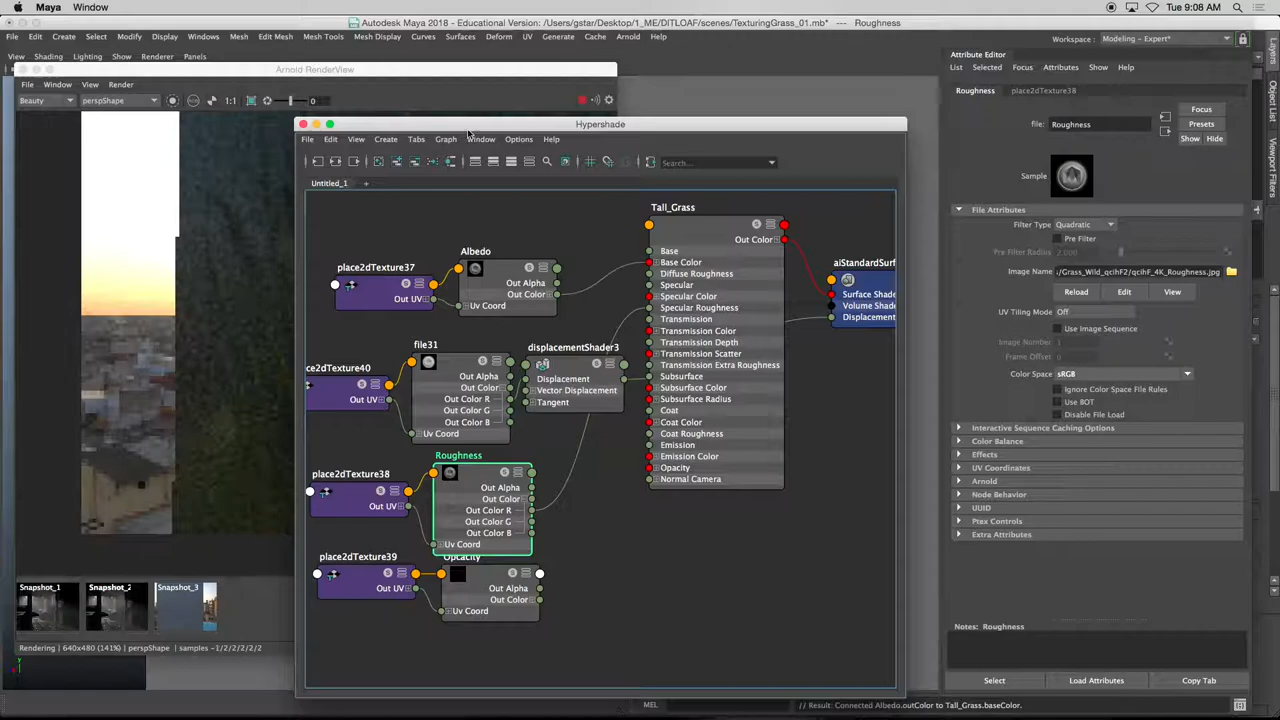 Maya Window Tue 9:08 AM
Autodesk Maya 2018 - Educational Version: /Users/gstar/Desktop/1_ME/DITLOAF/scenes/TexturingGrass_01.mb* --- Roughness
File Edit Create Select Modify Display Windows Mesh Edit Mesh Mesh Tools Mesh Display Curves Surfaces Deform UV Generate Cache Arnold Help
Workspace : Modeling - Expert*
View Shading Lighting Show Renderer Panels
Attribute Editor
Arnold RenderView
List Selected Focus Attributes Show Help
File Window View Render
Roughness place2dTexture38
Beauty perspShape 1:1 0
Focus
Presets
Show Hide
file: Roughness
Hypershade
File Edit View Create Tabs Graph Window Options Help
Search...
Untitled_1 +
Sample
Tall_Grass
Out Color
Base
Base Color
Diffuse Roughness
Specular
Specular Color
Specular Roughness
Transmission
Transmission Color
Transmission Depth
Transmission Scatter
Transmission Extra Roughness
Subsurface
Subsurface Color
Subsurface Radius
Coat
Coat Color
Coat Roughness
Emission
Emission Color
Opacity
Normal Camera
Albedo
Out Alpha
Out Color
Uv Coord
place2dTexture37
Out UV
aiStandardSurf
Surface Shade
Volume Shade
Displacement
file31
Out Alpha
Out Color
Out Color R
Out Color G
Out Color B
Uv Coord
displacementShader3
Displacement
Vector Displacement
Tangent
ce2dTexture40
Out UV
Roughness
Out Alpha
Out Color
Out Color R
Out Color G
Out Color B
Uv Coord
place2dTexture38
Out UV
place2dTexture39
Out UV
Opcacity
Out Alpha
Out Color
Uv Coord
File Attributes
Filter Type Quadratic
Pre Filter
Pre Filter Radius 2.000
Image Name ./Grass_Wild_qcihF2/qcihF_4K_Roughness.jpg
Reload Edit View
UV Tiling Mode Off
Use Image Sequence
Image Number 1
Frame Offset 0
Color Space sRGB
Ignore Color Space File Rules
Use BOT
Disable File Load
Interactive Sequence Caching Options
Color Balance
Effects
UV Coordinates
Arnold
Node Behavior
UUID
Ptex Controls
Extra Attributes
Notes: Roughness
Select Load Attributes Copy Tab
Layers
Object List
Viewport Filters
Snapshot_1 Snapshot_2 Snapshot_3
Rendering | 640x480 (141%) | perspShape | samples -1/2/2/2/2/2
y
MEL // Result: Connected Albedo.outColor to Tall_Grass.baseColor.